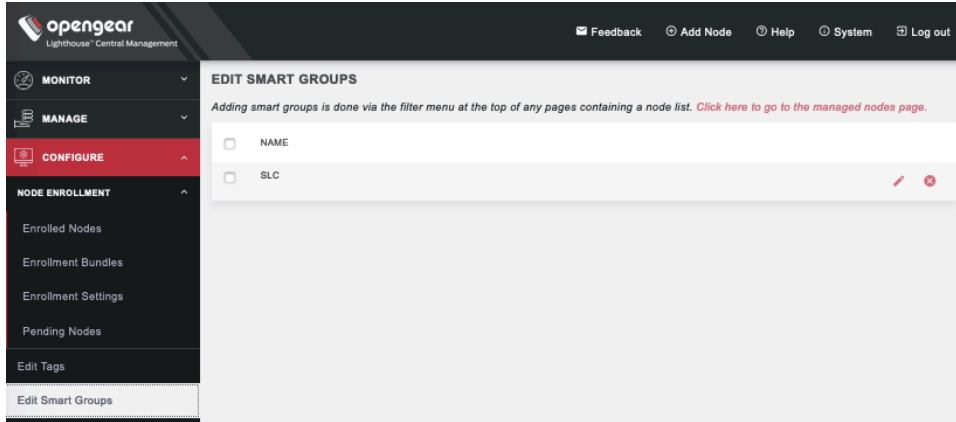 opengear
Lighthouse™ Central Management
Feedback
Add Node
Help
System
Log out
MONITOR
MANAGE
CONFIGURE
NODE ENROLLMENT
Enrolled Nodes
Enrollment Bundles
Enrollment Settings
Pending Nodes
Edit Tags
Edit Smart Groups
EDIT SMART GROUPS
Adding smart groups is done via the filter menu at the top of any pages containing a node list. Click here to go to the managed nodes page.
NAME
SLC